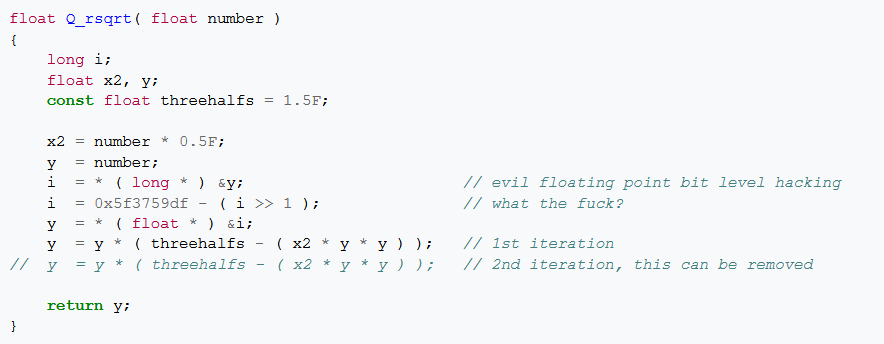 float Q_rsqrt( float number )
{
    long i;
    float x2, y;
    const float threehalfs = 1.5F;

    x2 = number * 0.5F;
    y  = number;
    i  = * ( long * ) &y;                       // evil floating point bit level hacking
    i  = 0x5f3759df - ( i >> 1 );               // what the fuck?
    y  = * ( float * ) &i;
    y  = y * ( threehalfs - ( x2 * y * y ) );   // 1st iteration
//  y  = y * ( threehalfs - ( x2 * y * y ) );   // 2nd iteration, this can be removed

    return y;
}